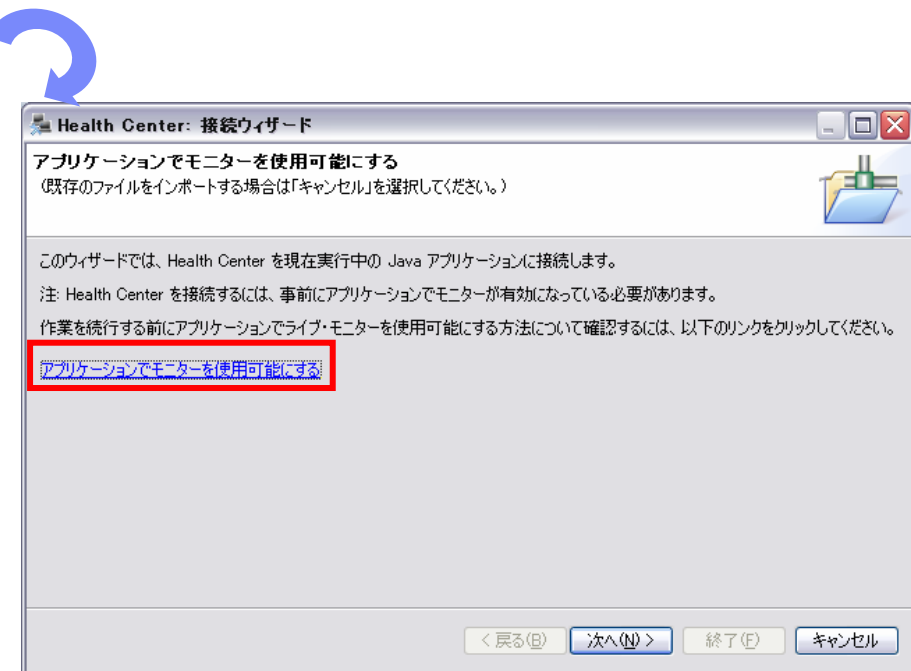 Health Center: 接続ウィザード
アプリケーションでモニターを使用可能にする
(既存のファイルをインポートする場合は「キャンセル」を選択してください。)
このウィザードでは、Health Center を現在実行中の Java アプリケーションに接続します。
注: Health Center を接続するには、事前にアプリケーションでモニターが有効になっている必要があります。
作業を続行する前にアプリケーションでライブ・モニターを使用可能にする方法について確認するには、以下のリンクをクリックしてください。
アプリケーションでモニターを使用可能にする
< 戻る(B) 次へ(N) > 終了(F) キャンセル